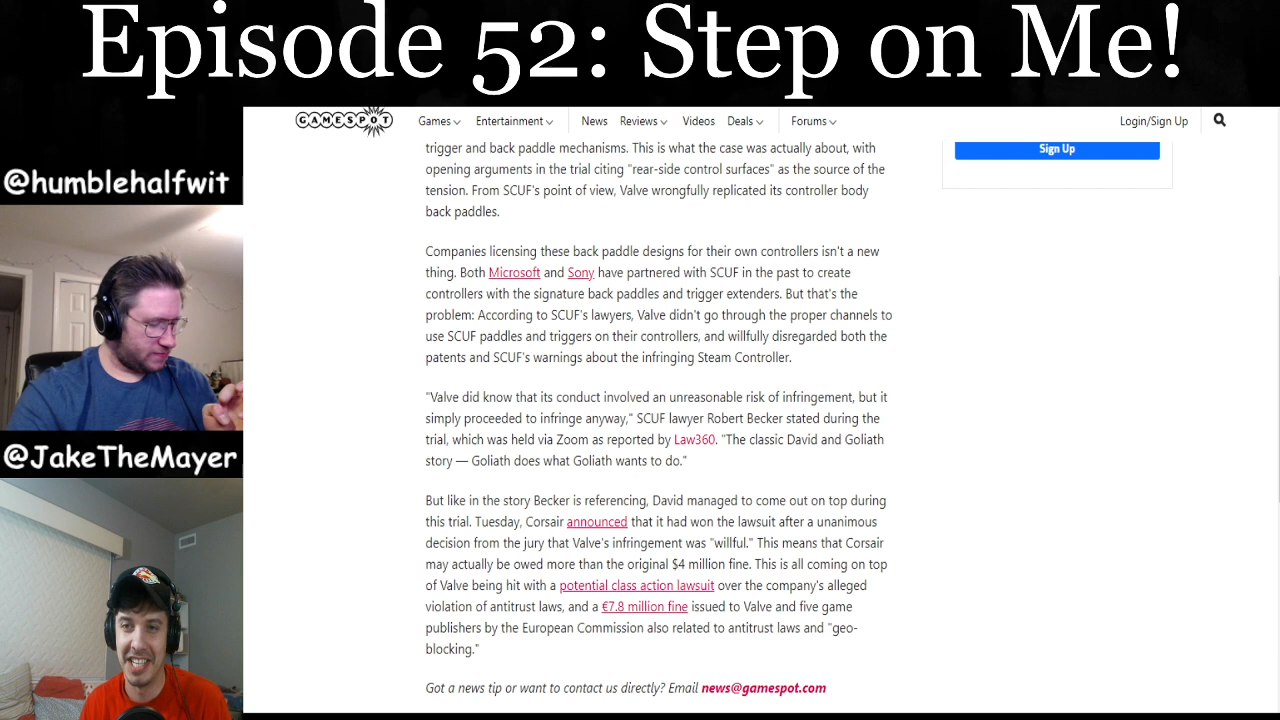 Episode 52: Step on Me!
GAMESPOT
Games
Entertainment
News
Reviews
Videos
Deals
Forums
Login/Sign Up
@humblehalfwit
@JakeTheMayer
trigger and back paddle mechanisms. This is what the case was actually about, with
opening arguments in the trial citing "rear-side control surfaces" as the source of the
tension. From SCUF's point of view, Valve wrongfully replicated its controller body
back paddles.
Companies licensing these back paddle designs for their own controllers isn't a new
thing. Both Microsoft and Sony have partnered with SCUF in the past to create
controllers with the signature back paddles and trigger extenders. But that's the
problem: According to SCUF's lawyers, Valve didn't go through the proper channels to
use SCUF paddles and triggers on their controllers, and willfully disregarded both the
patents and SCUF's warnings about the infringing Steam Controller.
"Valve did know that its conduct involved an unreasonable risk of infringement, but it
simply proceeded to infringe anyway," SCUF lawyer Robert Becker stated during the
trial, which was held via Zoom as reported by Law360. "The classic David and Goliath
story — Goliath does what Goliath wants to do."
But like in the story Becker is referencing, David managed to come out on top during
this trial. Tuesday, Corsair announced that it had won the lawsuit after a unanimous
decision from the jury that Valve's infringement was "willful." This means that Corsair
may actually be owed more than the original $4 million fine. This is all coming on top
of Valve being hit with a potential class action lawsuit over the company's alleged
violation of antitrust laws, and a €7.8 million fine issued to Valve and five game
publishers by the European Commission also related to antitrust laws and "geo-
blocking."
Got a news tip or want to contact us directly? Email news@gamespot.com
Sign Up